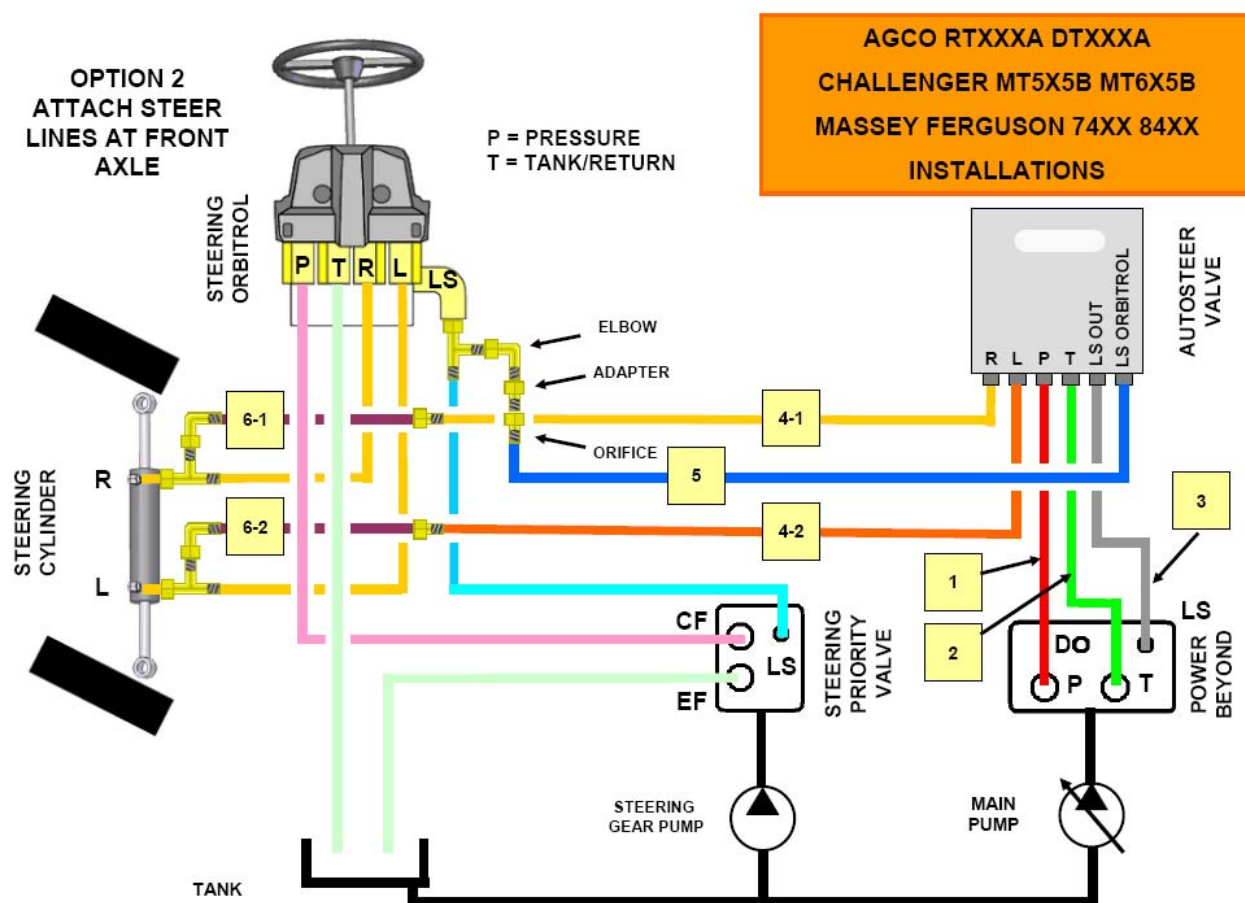 OPTION 2
ATTACH STEER
LINES AT FRONT
AXLE
P = PRESSURE
T = TANK/RETURN
AGCO RTXXXA DTXXXA
CHALLENGER MT5X5B MT6X5B
MASSEY FERGUSON 74XX 84XX
INSTALLATIONS
STEERING
ORBITROL
P T R L LS
ELBOW
ADAPTER
ORIFICE
AUTOSTEER
VALVE
R L P T LS OUT LS ORBITROL
6-1
4-1
5
6-2
4-2
STEERING
CYLINDER
R
L
1
2
3
CF
LS
EF
STEERING
PRIORITY
VALVE
LS
DO
P
T
POWER
BEYOND
STEERING
GEAR PUMP
MAIN
PUMP
TANK